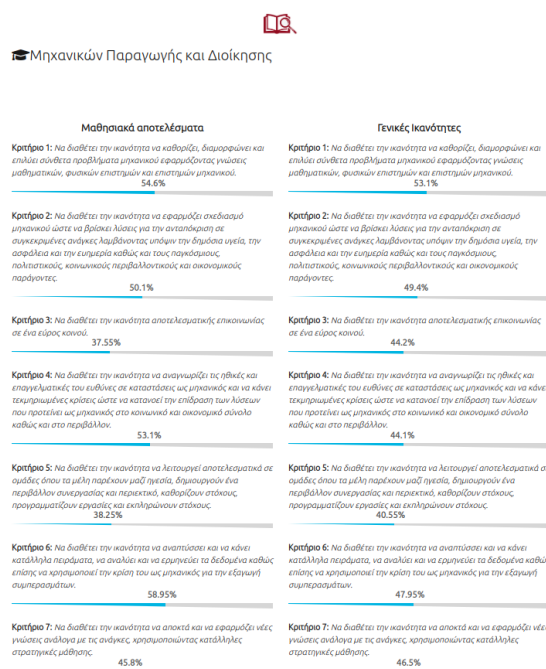 Μηχανικών Παραγωγής και Διοίκησης
Μαθησιακά αποτελέσματα
Κριτήριο 1: Να διαθέτει την ικανότητα να καθορίζει, διαμορφώνει και
επιλύει σύνθετα προβλήματα μηχανικού εφαρμόζοντας γνώσεις
μαθηματικών, φυσικών επιστημών και επιστημών μηχανικού.
54.6%
Κριτήριο 2: Να διαθέτει την ικανότητα να εφαρμόζει σχεδιασμό
μηχανικού ώστε να βρίσκει λύσεις για την ανταπόκριση σε
συγκεκριμένες ανάγκες λαμβάνοντας υπόψιν την δημόσια υγεία, την
ασφάλεια και την ευημερία καθώς και τους παγκόσμιους,
πολιτιστικούς, κοινωνικούς περιβαλλοντικούς και οικονομικούς
παράγοντες.
50.1%
Κριτήριο 3: Να διαθέτει την ικανότητα αποτελεσματικής επικοινωνίας
σε ένα εύρος κοινού.
37.55%
Κριτήριο 4: Να διαθέτει την ικανότητα να αναγνωρίζει τις ηθικές και
επαγγελματικές του ευθύνες σε καταστάσεις ως μηχανικός και να κάνει
τεκμηριωμένες κρίσεις ώστε να κατανοεί την επίδραση των λύσεων
που προτείνει ως μηχανικός στο κοινωνικό και οικονομικό σύνολο
καθώς και στο περιβάλλον.
53.1%
Κριτήριο 5: Να διαθέτει την ικανότητα να λειτουργεί αποτελεσματικά σε
ομάδες όπου τα μέλη παρέχουν μαζί ηγεσία, δημιουργούν ένα
περιβάλλον συνεργασίας και περιεκτικό, καθορίζουν στόχους,
προγραμματίζουν εργασίες και εκπληρώνουν στόχους.
38.25%
Κριτήριο 6: Να διαθέτει την ικανότητα να αναπτύσσει και να κάνει
κατάλληλα πειράματα, να αναλύει και να ερμηνεύει τα δεδομένα καθώς
επίσης να χρησιμοποιεί την κρίση του ως μηχανικός για την εξαγωγή
συμπερασμάτων.
58.95%
Κριτήριο 7: Να διαθέτει την ικανότητα να αποκτά και να εφαρμόζει νέες
γνώσεις ανάλογα με τις ανάγκες, χρησιμοποιώντας κατάλληλες
στρατηγικές μάθησης.
45.8%
Γενικές Ικανότητες
Κριτήριο 1: Να διαθέτει την ικανότητα να καθορίζει, διαμορφώνει και
επιλύει σύνθετα προβλήματα μηχανικού εφαρμόζοντας γνώσεις
μαθηματικών, φυσικών επιστημών και επιστημών μηχανικού.
53.1%
Κριτήριο 2: Να διαθέτει την ικανότητα να εφαρμόζει σχεδιασμό
μηχανικού ώστε να βρίσκει λύσεις για την ανταπόκριση σε
συγκεκριμένες ανάγκες λαμβάνοντας υπόψιν την δημόσια υγεία, την
ασφάλεια και την ευημερία καθώς και τους παγκόσμιους,
πολιτιστικούς, κοινωνικούς περιβαλλοντικούς και οικονομικούς
παράγοντες.
49.4%
Κριτήριο 3: Να διαθέτει την ικανότητα αποτελεσματικής επικοινωνίας
σε ένα εύρος κοινού.
44.2%
Κριτήριο 4: Να διαθέτει την ικανότητα να αναγνωρίζει τις ηθικές και
επαγγελματικές του ευθύνες σε καταστάσεις ως μηχανικός και να κάνει
τεκμηριωμένες κρίσεις ώστε να κατανοεί την επίδραση των λύσεων
που προτείνει ως μηχανικός στο κοινωνικό και οικονομικό σύνολο
καθώς και στο περιβάλλον.
44.1%
Κριτήριο 5: Να διαθέτει την ικανότητα να λειτουργεί αποτελεσματικά σ
ομάδες όπου τα μέλη παρέχουν μαζί ηγεσία, δημιουργούν ένα
περιβάλλον συνεργασίας και περιεκτικό, καθορίζουν στόχους,
προγραμματίζουν εργασίες και εκπληρώνουν στόχους.
40.55%
Κριτήριο 6: Να διαθέτει την ικανότητα να αναπτύσσει και να κάνει
κατάλληλα πειράματα, να αναλύει και να ερμηνεύει τα δεδομένα καθώ
επίσης να χρησιμοποιεί την κρίση του ως μηχανικός για την εξαγωγή
συμπερασμάτων.
47.95%
Κριτήριο 7: Να διαθέτει την ικανότητα να αποκτά και να εφαρμόζει νέες
γνώσεις ανάλογα με τις ανάγκες, χρησιμοποιώντας κατάλληλες
στρατηγικές μάθησης.
46.5%